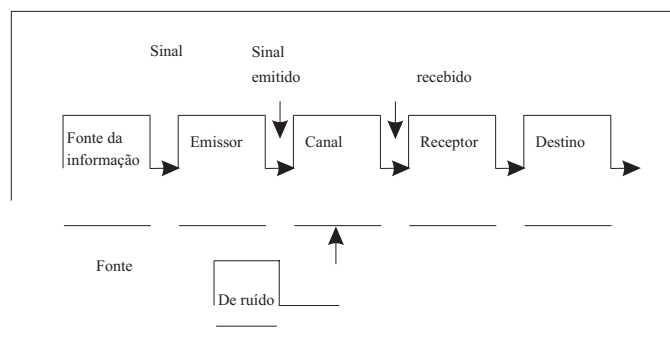 Sinal
Sinal
emitido
recebido
Fonte da
informação
Emissor
Canal
Receptor
Destino
Fonte
De ruído